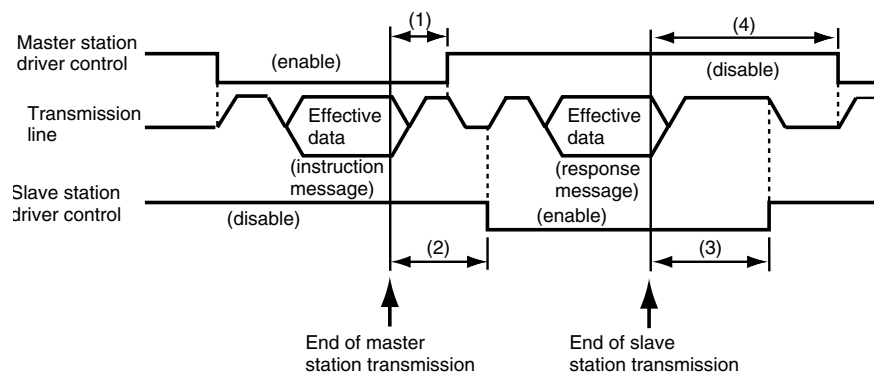 (1)
(4)
Master station
driver control
(enable)
(disable)
Transmission
line
Effective
data
Effective
data
(instruction
message)
(response
message)
Slave station
driver control
(disable)
(enable)
(2)
(3)
End of master
station transmission
End of slave
station transmission